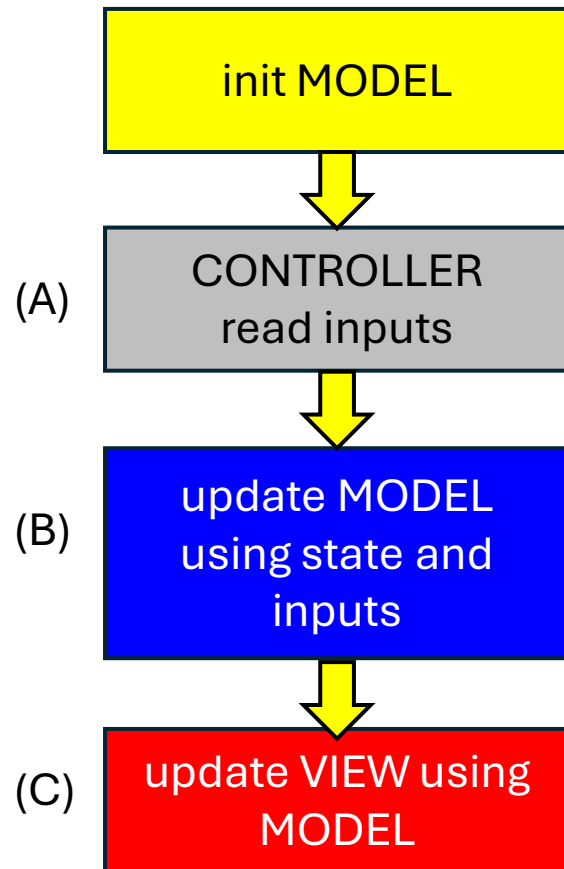 init MODEL
(A)
CONTROLLER
read inputs
(B)
update MODEL
using state and
inputs
(C)
update VIEW using
MODEL